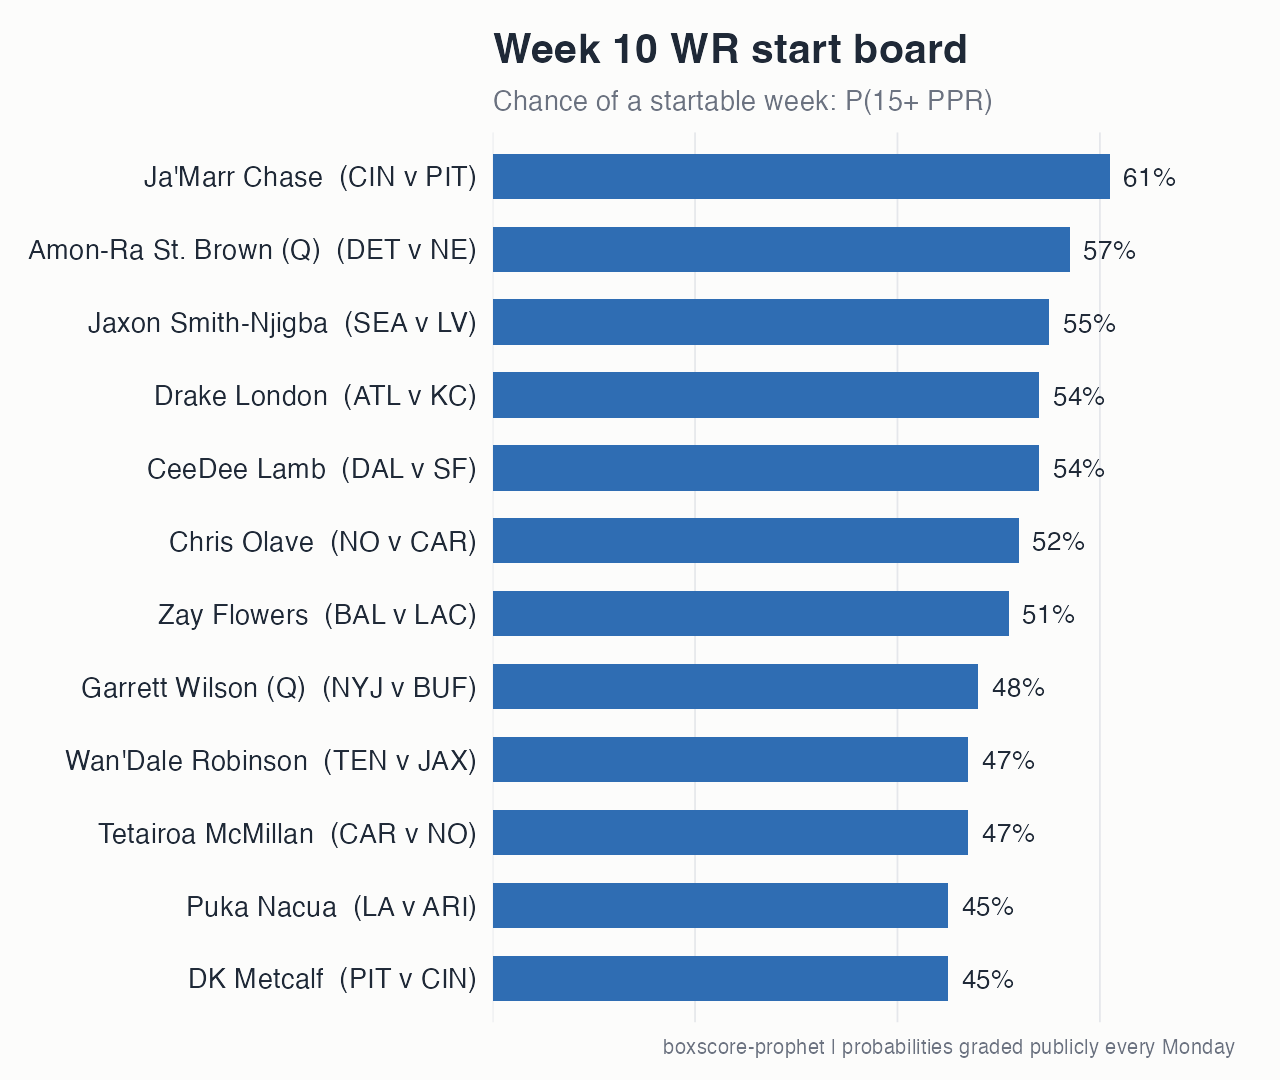 Week 10 WR start board
Chance of a startable week: P(15+ PPR)
Ja'Marr Chase (CIN v PIT) 61%
Amon-Ra St. Brown (Q) (DET v NE) 57%
Jaxon Smith-Njigba (SEA v LV) 55%
Drake London (ATL v KC) 54%
CeeDee Lamb (DAL v SF) 54%
Chris Olave (NO v CAR) 52%
Zay Flowers (BAL v LAC) 51%
Garrett Wilson (Q) (NYJ v BUF) 48%
Wan'Dale Robinson (TEN v JAX) 47%
Tetairoa McMillan (CAR v NO) 47%
Puka Nacua (LA v ARI) 45%
DK Metcalf (PIT v CIN) 45%
boxscore-prophet | probabilities graded publicly every Monday